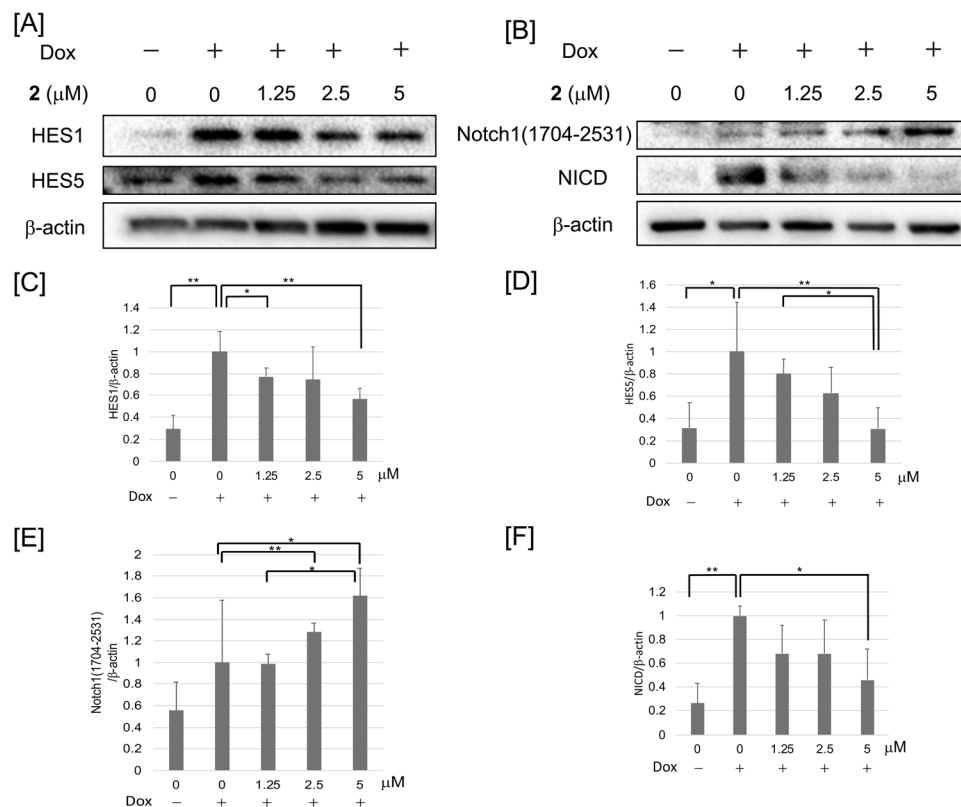 [A]
Dox − + + + +
2 (μM) 0 0 1.25 2.5 5
HES1
HES5
β-actin
[B]
Dox − + + + +
2 (μM) 0 0 1.25 2.5 5
Notch1(1704-2531)
NICD
β-actin
[C]
** ** *
HES1/β-actin
1.4
1.2
1
0.8
0.6
0.4
0.2
0
0 0 1.25 2.5 5 μM
Dox − + + + +
[D]
* ** *
HES5/β-actin
1.6
1.4
1.2
1
0.8
0.6
0.4
0.2
0
0 0 1.25 2.5 5 μM
Dox − + + + +
[E]
* ** *
Notch1(1704-2531)
/β-actin
2
1.8
1.6
1.4
1.2
1
0.8
0.6
0.4
0.2
0
0 0 1.25 2.5 5 μM
Dox − + + + +
[F]
** *
NICD/β-actin
1.2
1
0.8
0.6
0.4
0.2
0
0 0 1.25 2.5 5 μM
Dox − + + + +